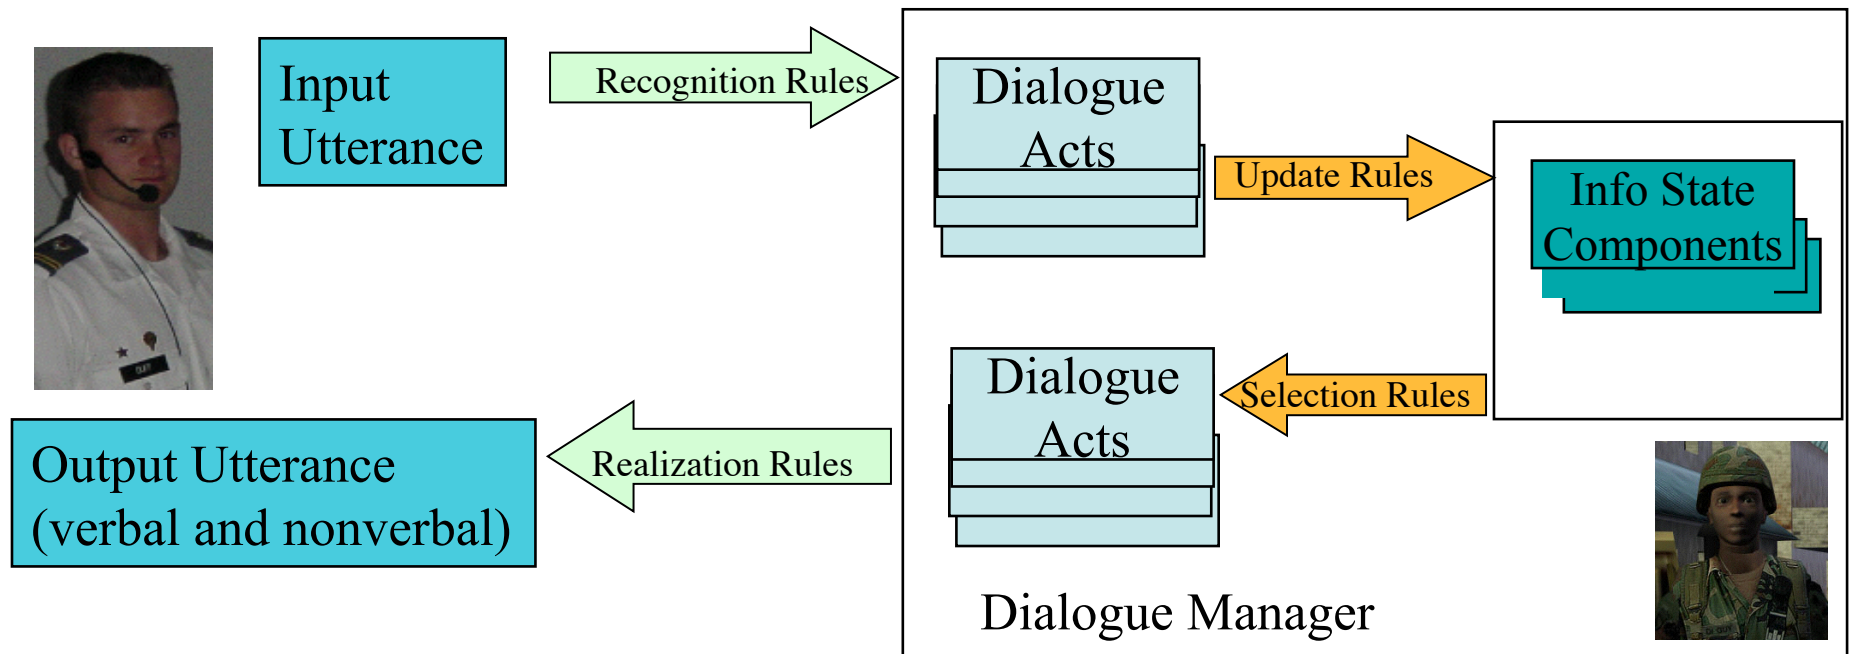 Input
Utterance
Recognition Rules
Dialogue
Acts
Update Rules
Info State
Components
Dialogue
Acts
Selection Rules
Realization Rules
Output Utterance
(verbal and nonverbal)
Dialogue Manager